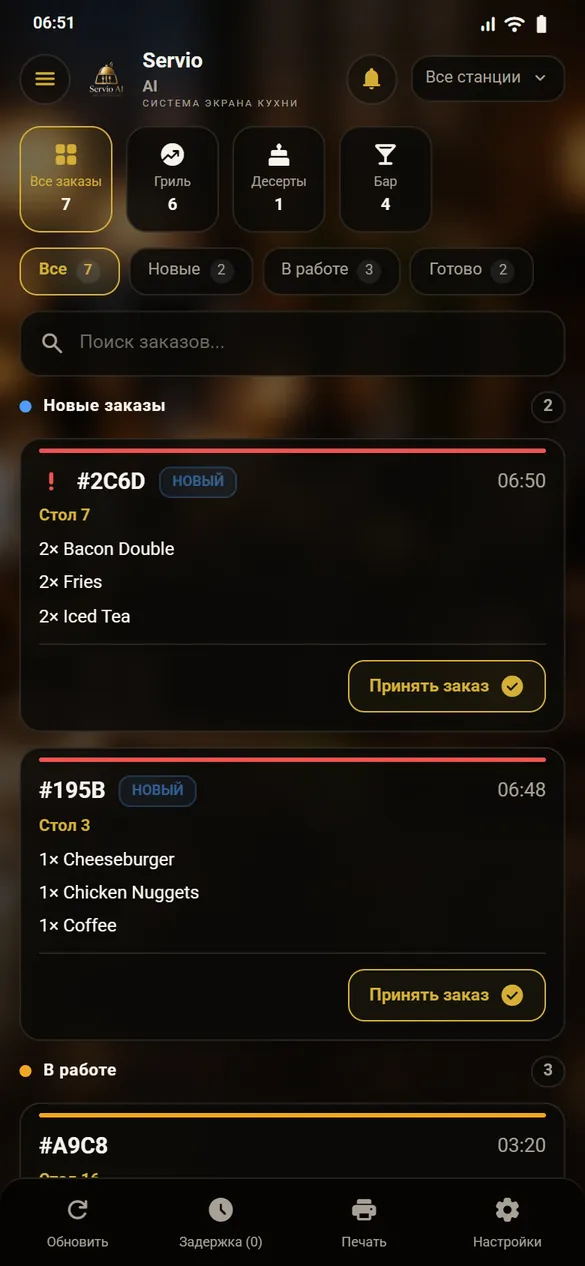 06:51
Servio
AI
СИСТЕМА ЭКРАНА КУХНИ
Servio AI
Все станции
Все заказы
7
Гриль
6
Десерты
1
Бар
4
Все 7
Новые 2
В работе 3
Готово 2
Поиск заказов...
Новые заказы 2
#2C6D НОВЫЙ 06:50
Стол 7
2× Bacon Double
2× Fries
2× Iced Tea
Принять заказ
#195B НОВЫЙ 06:48
Стол 3
1× Cheeseburger
1× Chicken Nuggets
1× Coffee
Принять заказ
В работе 3
#A9C8 03:20
Стол 16
Обновить
Задержка (0)
Печать
Настройки